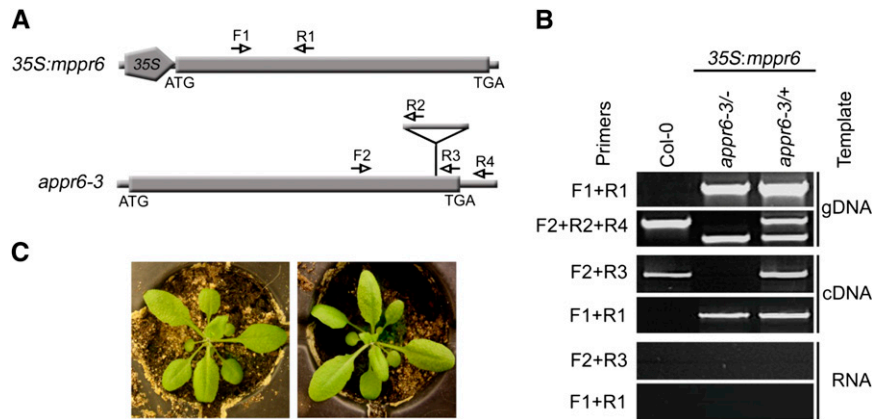 A
F1
R1
35S:mppr6
35S
ATG
TGA
R2
F2
R3
R4
appr6-3
ATG
TGA
B
35S:mppr6
Primers
Col-0
appr6-3/-
appr6-3/+
Template
F1+R1
F2+R2+R4
gDNA
F2+R3
F1+R1
cDNA
F2+R3
F1+R1
RNA
C